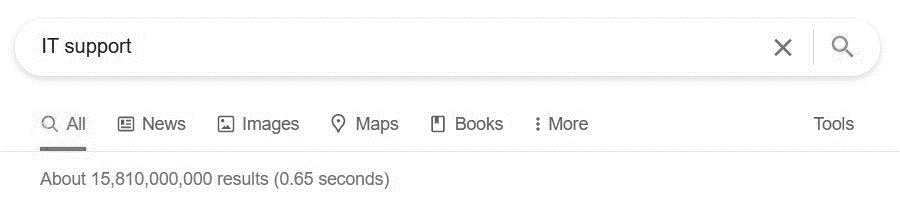 IT support
All News Images Maps Books More Tools
About 15,810,000,000 results (0.65 seconds)